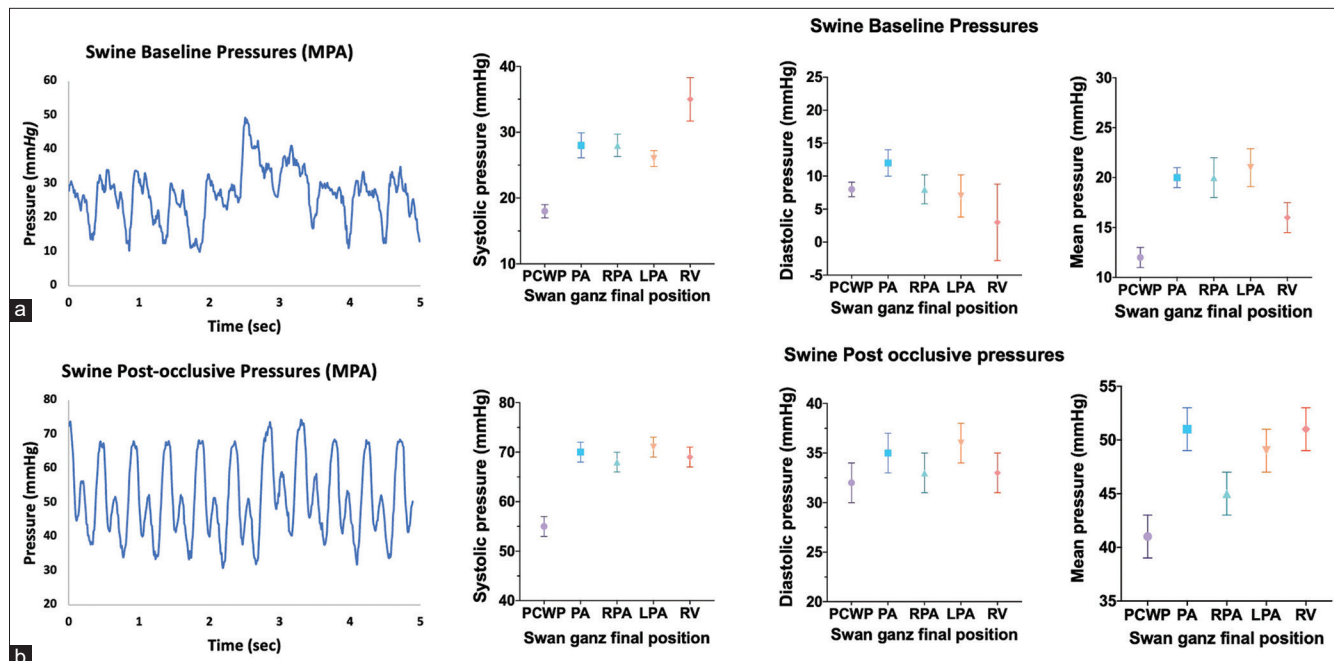 Swine Baseline Pressures (MPA)
Pressure (mmHg)
60
50
40
30
20
10
0
0 1 2 3 4 5
Time (sec)
a
Swine Baseline Pressures
Systolic pressure (mmHg)
40
30
20
10
PCWP PA RPA LPA RV
Swan ganz final position
Diastolic pressure (mmHg)
25
20
15
10
5
0
-5
PCWP PA RPA LPA RV
Swan ganz final position
Mean pressure (mmHg)
30
25
20
15
10
PCWP PA RPA LPA RV
Swan ganz final position
Swine Post-occlusive Pressures (MPA)
Pressure (mmHg)
80
70
60
50
40
30
20
0 1 2 3 4 5
Time (sec)
b
Swine Post occlusive pressures
Systolic pressure (mmHg)
90
80
70
60
50
40
PCWP PA RPA LPA RV
Swan ganz final position
Diastolic pressure (mmHg)
40
35
30
25
20
PCWP PA RPA LPA RV
Swan ganz final position
Mean pressure (mmHg)
55
50
45
40
35
PCWP PA RPA LPA RV
Swan ganz final position